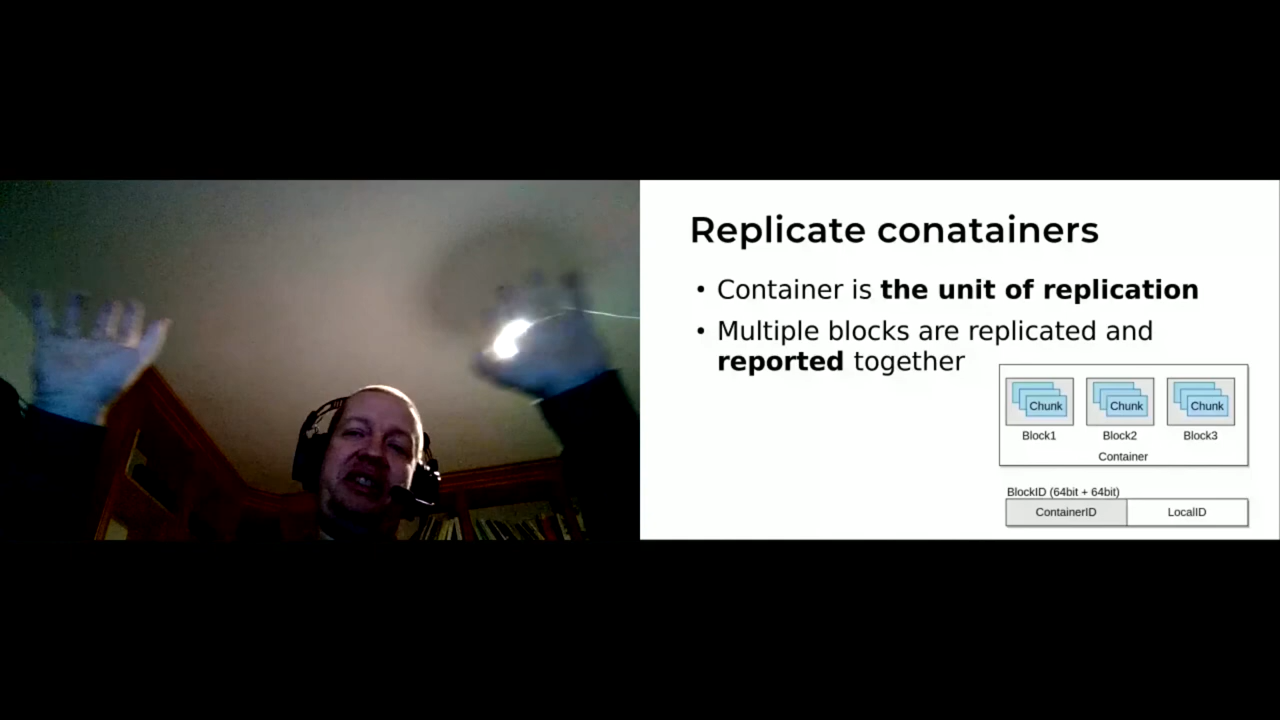 Replicate conatainers
• Container is the unit of replication
• Multiple blocks are replicated and
reported together
Chunk Chunk Chunk
Block1 Block2 Block3
Container
BlockID (64bit + 64bit)
ContainerID LocalID